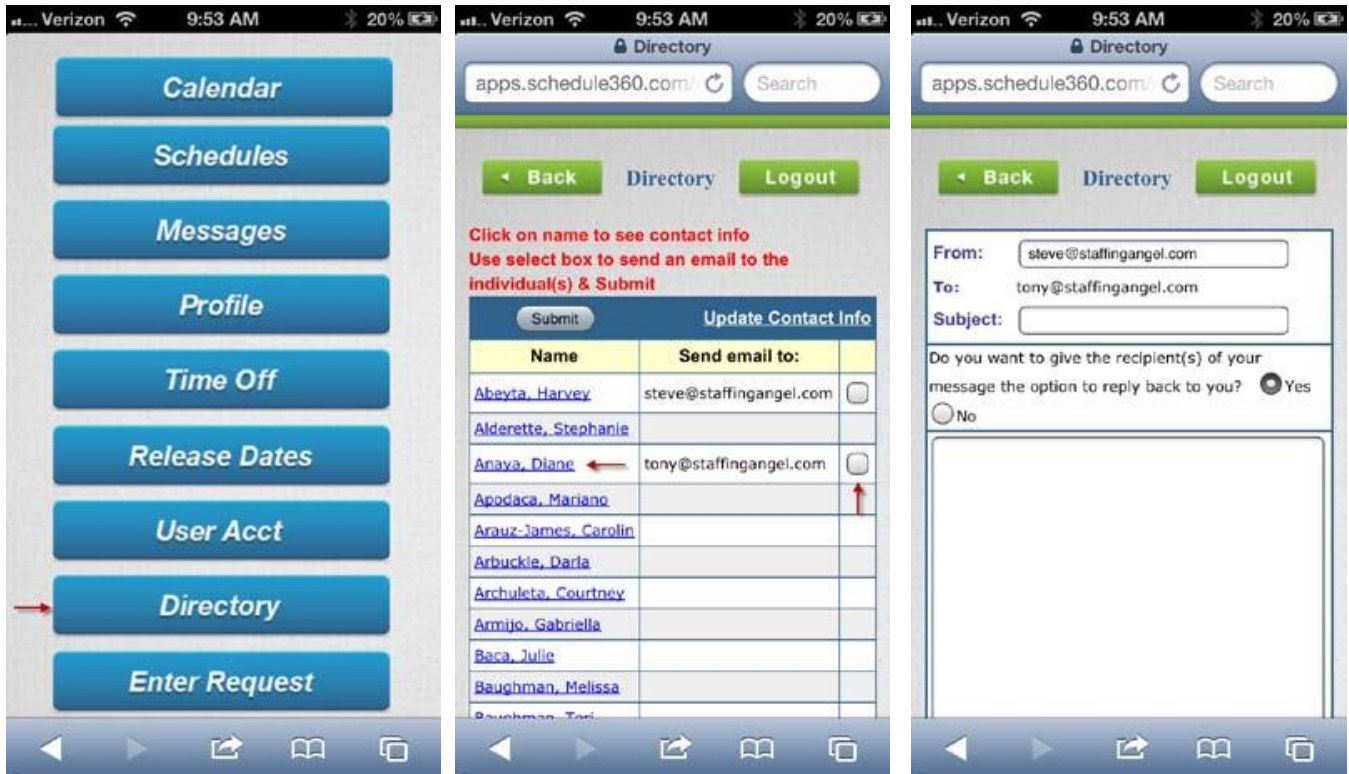 Verizon 9:53 AM 20%
Calendar
Schedules
Messages
Profile
Time Off
Release Dates
User Acct
Directory
Enter Request
Verizon 9:53 AM 20%
Directory
apps.schedule360.com/ Search
Back Directory Logout
Click on name to see contact info
Use select box to send an email to the
individual(s) & Submit
Submit Update Contact Info
Name Send email to:
Abeyta, Harvey steve@staffingangel.com
Alderette, Stephanie
Anaya, Diane tony@staffingangel.com
Apodaca, Mariano
Arauz-James, Carolin
Arbuckle, Darla
Archuleta, Courtney
Armijo, Gabriella
Baca, Julie
Baughman, Melissa
Baughman, Teri
Verizon 9:53 AM 20%
Directory
apps.schedule360.com/ Search
Back Directory Logout
From: steve@staffingangel.com
To: tony@staffingangel.com
Subject:
Do you want to give the recipient(s) of your
message the option to reply back to you? Yes
No